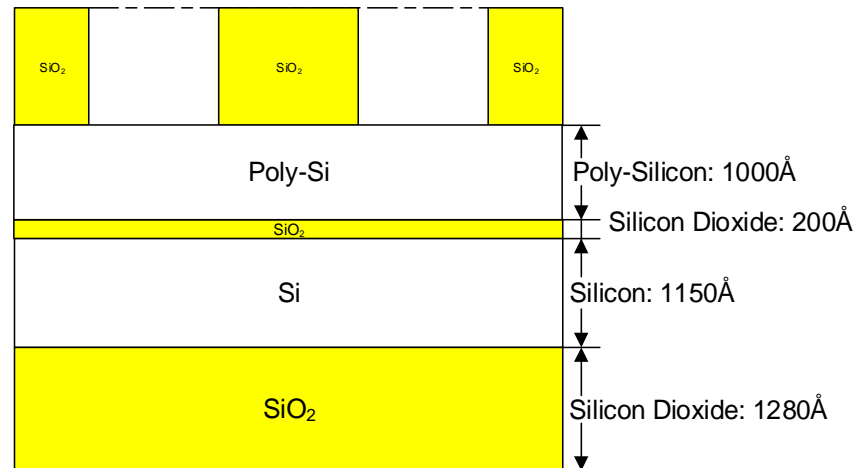 SiO₂
SiO₂
SiO₂
Poly-Si
Poly-Silicon: 1000Å
SiO₂
Silicon Dioxide: 200Å
Si
Silicon: 1150Å
SiO₂
Silicon Dioxide: 1280Å